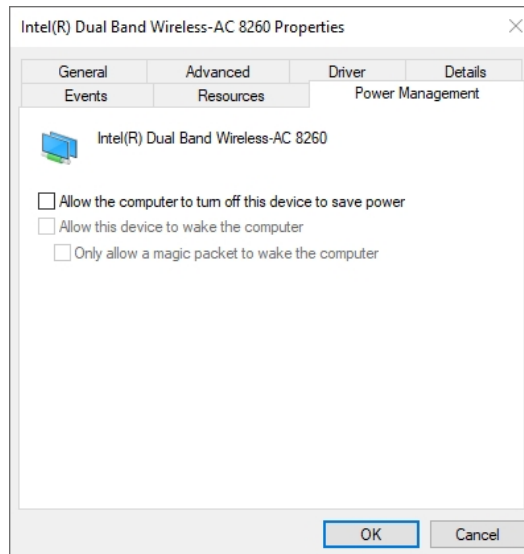 Intel(R) Dual Band Wireless-AC 8260 Properties
General Advanced Driver Details
Events Resources Power Management
Intel(R) Dual Band Wireless-AC 8260
Allow the computer to turn off this device to save power
Allow this device to wake the computer
Only allow a magic packet to wake the computer
OK Cancel